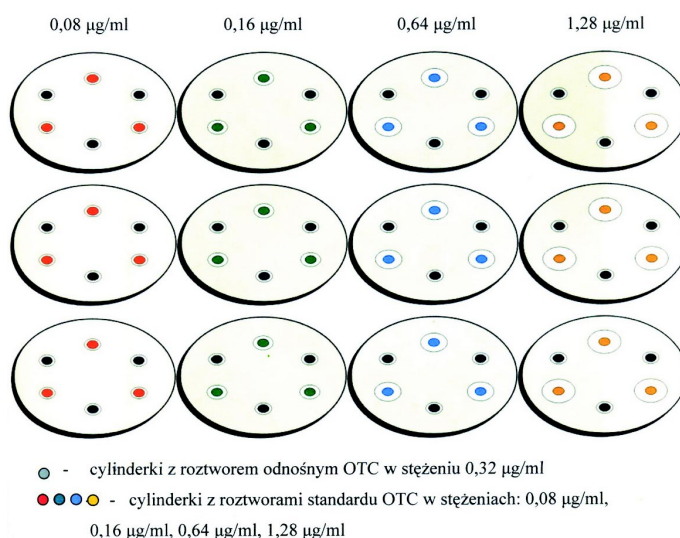 0,08 μg/ml 0,16 μg/ml 0,64 μg/ml 1,28 μg/ml
- cylinderki z roztworem odnośnym OTC w stężeniu 0,32 μg/ml
- cylinderki z roztworami standardu OTC w stężeniach: 0,08 μg/ml,
0,16 μg/ml, 0,64 μg/ml, 1,28 μg/ml